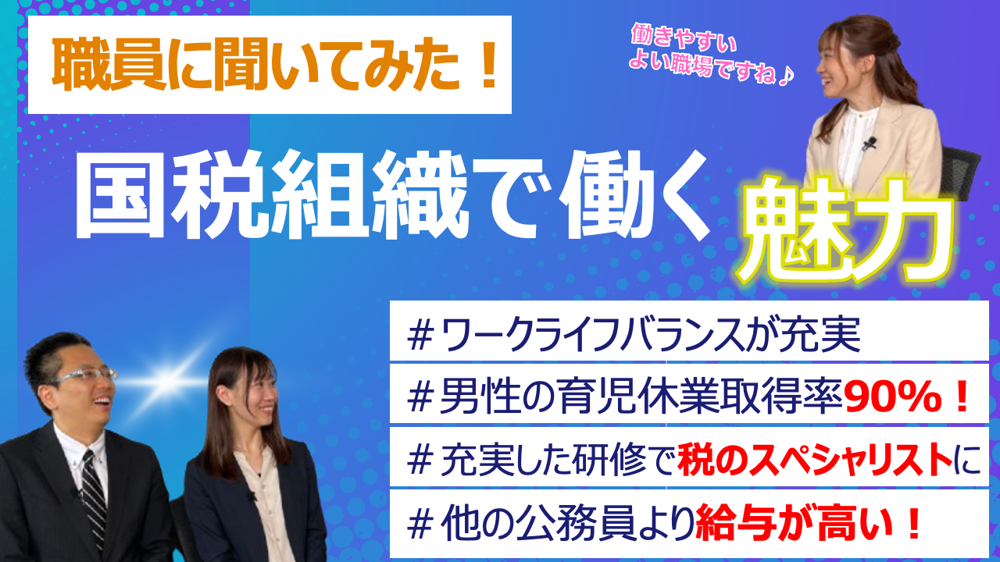 職員に聞いてみた！
働きやすい
よい職場ですね♪
国税組織で働く
魅力
＃ワークライフバランスが充実
＃男性の育児休業取得率90%！
＃充実した研修で税のスペシャリストに
＃他の公務員より給与が高い！